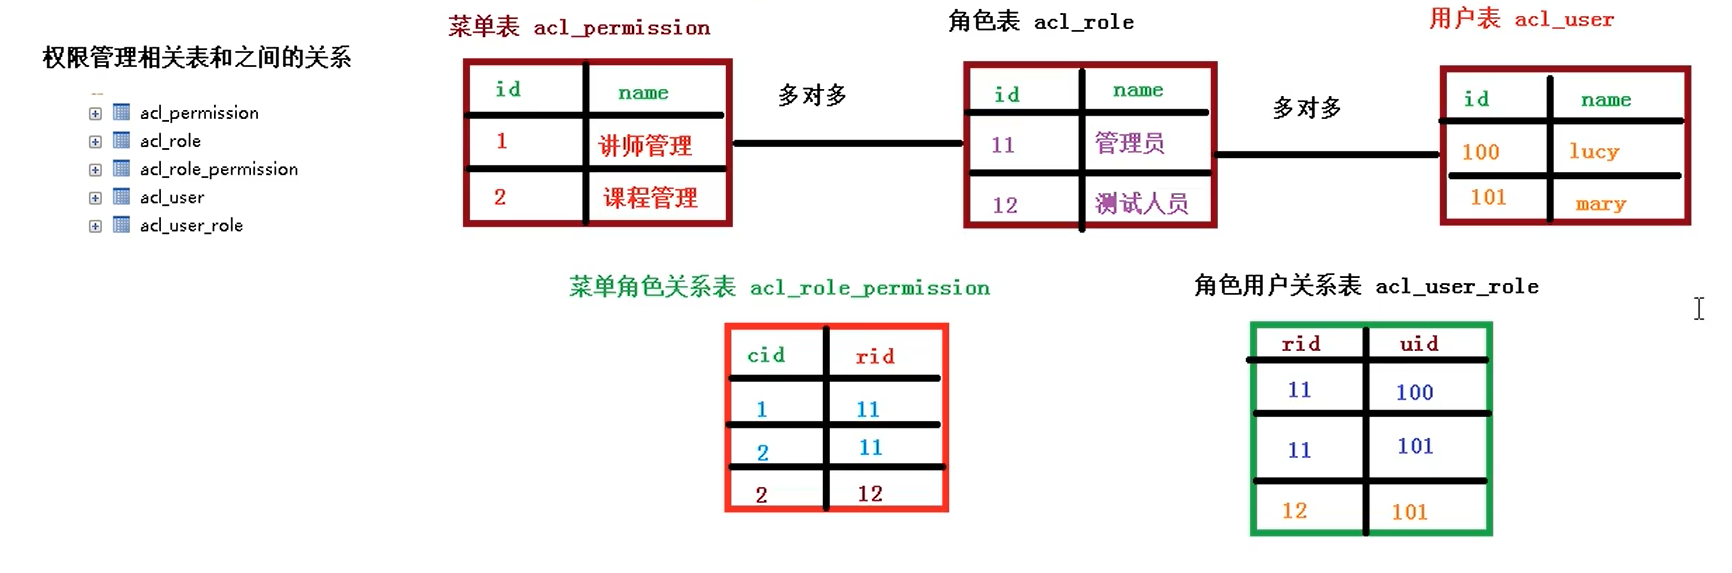 权限管理相关表和之间的关系
acl_permission
acl_role
acl_role_permission
acl_user
acl_user_role
菜单表 acl_permission
id name
1 讲师管理
2 课程管理
多对多
角色表 acl_role
id name
11 管理员
12 测试人员
多对多
用户表 acl_user
id name
100 lucy
101 mary
菜单角色关系表 acl_role_permission
cid rid
1 11
2 11
2 12
角色用户关系表 acl_user_role
rid uid
11 100
11 101
12 101